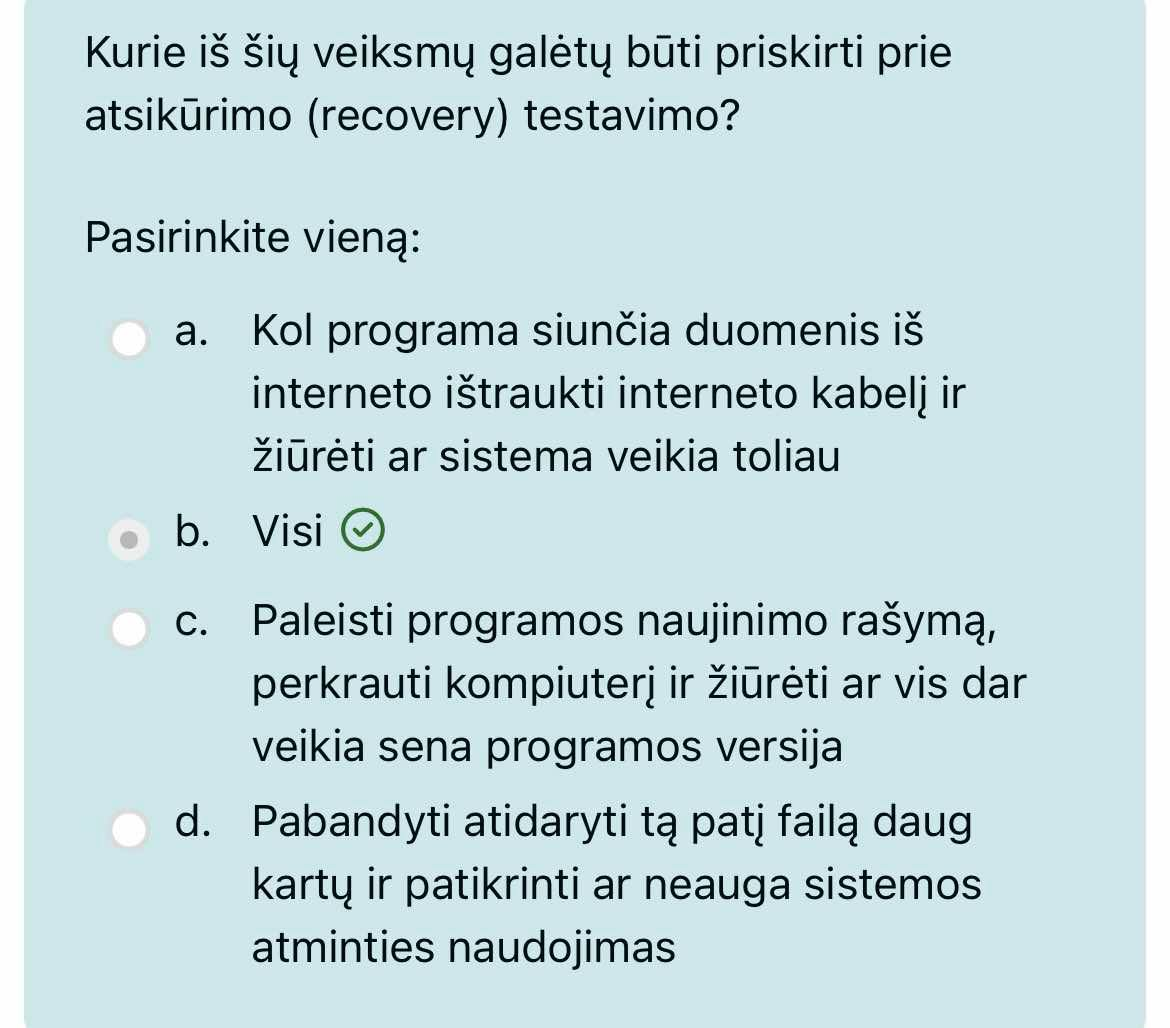 Kurie iš šių veiksmų galėtų būti priskirti prie
atsikūrimo (recovery) testavimo?
Pasirinkite vieną:
a. Kol programa siunčia duomenis iš
interneto ištraukti interneto kabelį ir
žiūrėti ar sistema veikia toliau
b. Visi
c. Paleisti programos naujinimo rašymą,
perkrauti kompiuterį ir žiūrėti ar vis dar
veikia sena programos versija
d. Pabandyti atidaryti tą patį failą daug
kartų ir patikrinti ar neauga sistemos
atminties naudojimas